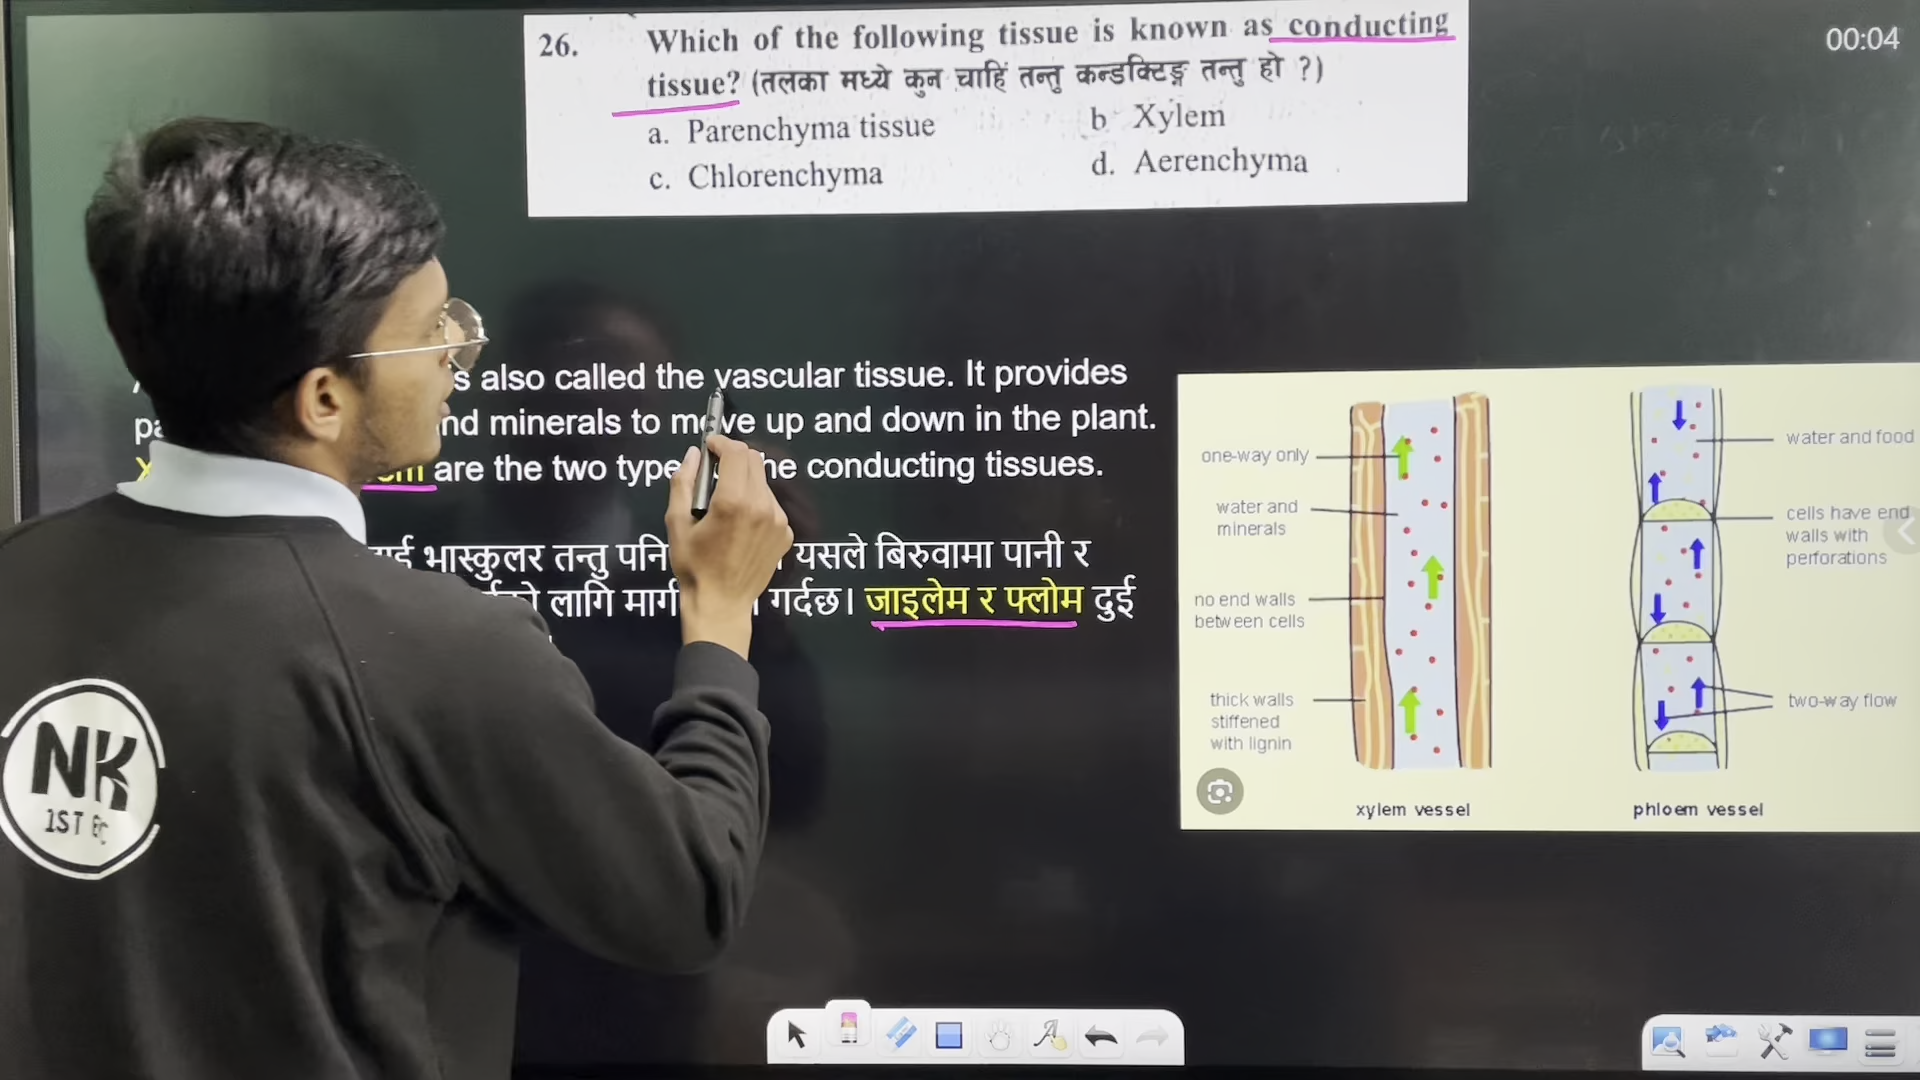 00:04
26. Which of the following tissue is known as conducting
tissue? (तलका मध्ये कुन चाहिं तन्तु कन्डक्टिङ्ग तन्तु हो ?)
a. Parenchyma tissue b Xylem
c. Chlorenchyma d. Aerenchyma
s also called the vascular tissue. It provides
nd minerals to move up and down in the plant.
are the two type he conducting tissues.
भास्कुलर तन्तु पनि यसले बिरुवामा पानी र
लागि मार्ग गर्दछ। जाइलेम र फ्लोम दुई
one-way only
water and
minerals
no end walls
between cells
thick walls
stiffened
with lignin
xylem vessel
water and food
cells have end
walls with
perforations
two-way flow
phloem vessel
NK
1ST